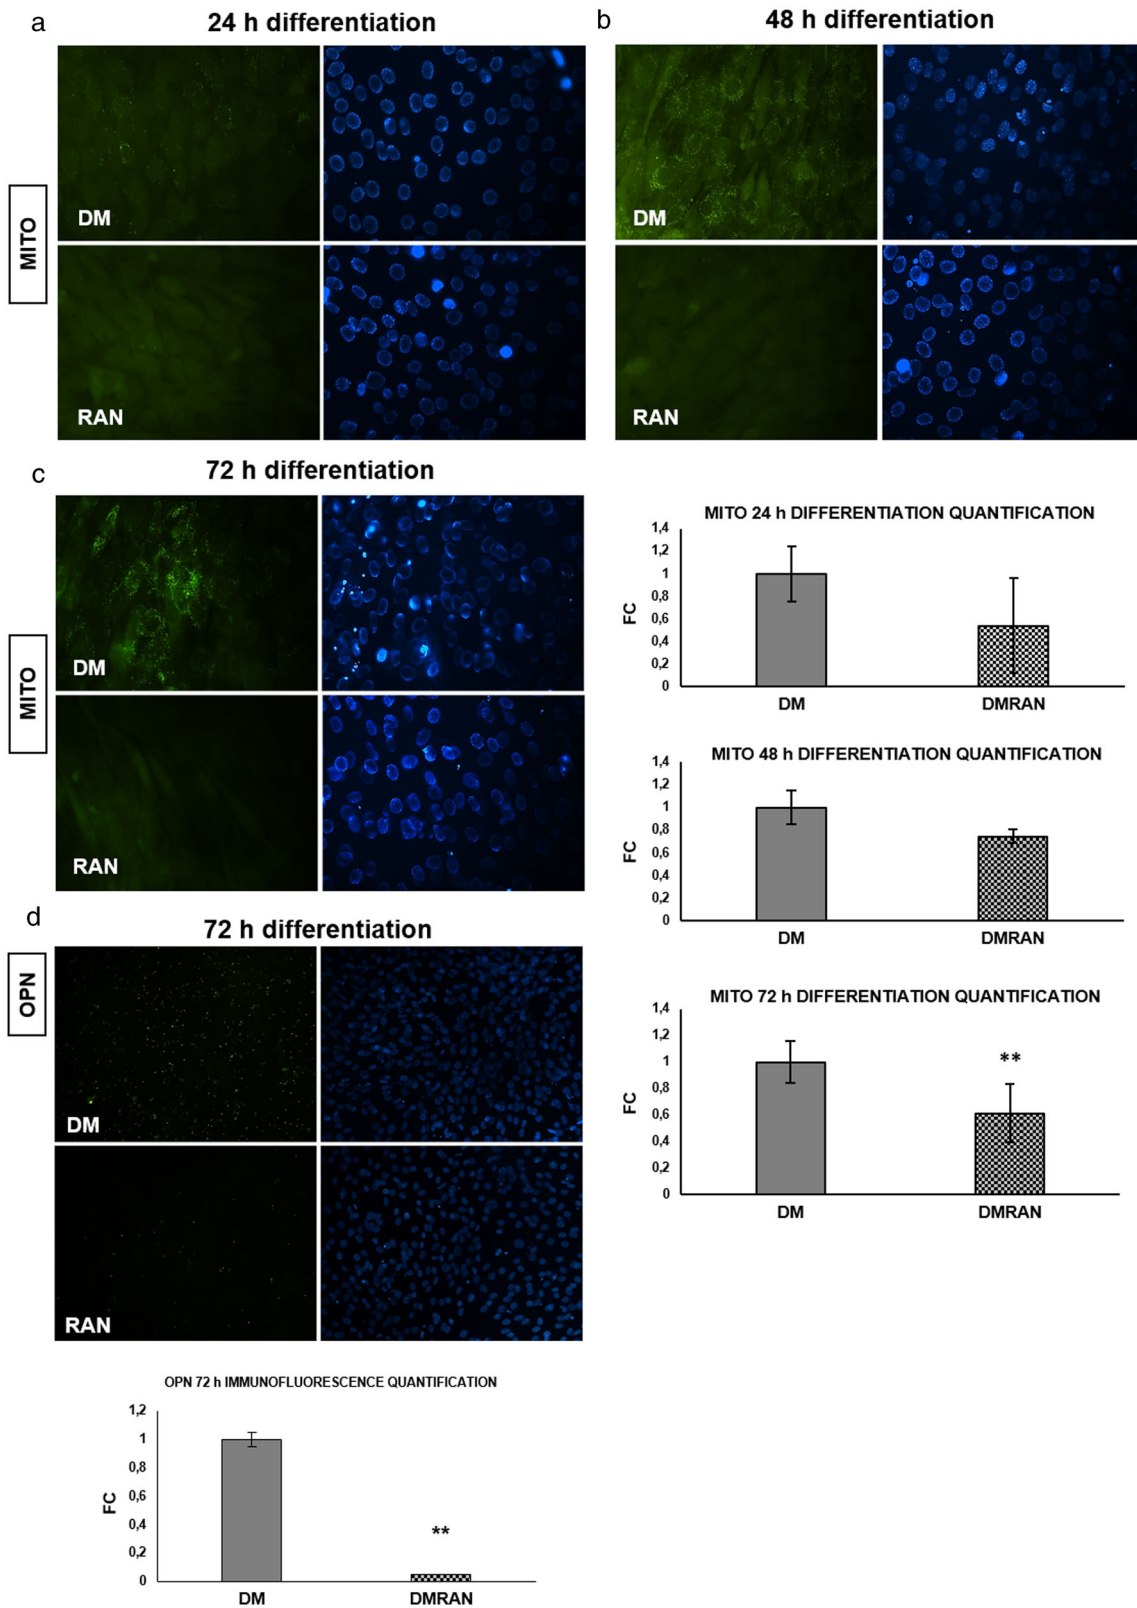 a
24 h differentiation
b
48 h differentiation
MITO
DM
DM
RAN
RAN
c
72 h differentiation
MITO
DM
RAN
MITO 24 h DIFFERENTIATION QUANTIFICATION
1,4
1,2
1
0,8
0,6
0,4
0,2
0
FC
DM
DMRAN
MITO 48 h DIFFERENTIATION QUANTIFICATION
1,4
1,2
1
0,8
0,6
0,4
0,2
0
FC
DM
DMRAN
d
72 h differentiation
OPN
DM
RAN
MITO 72 h DIFFERENTIATION QUANTIFICATION
1,4
1,2
1
0,8
0,6
0,4
0,2
0
FC
**
DM
DMRAN
OPN 72 h IMMUNOFLUORESCENCE QUANTIFICATION
1,2
1
0,8
0,6
0,4
0,2
0
FC
**
DM
DMRAN